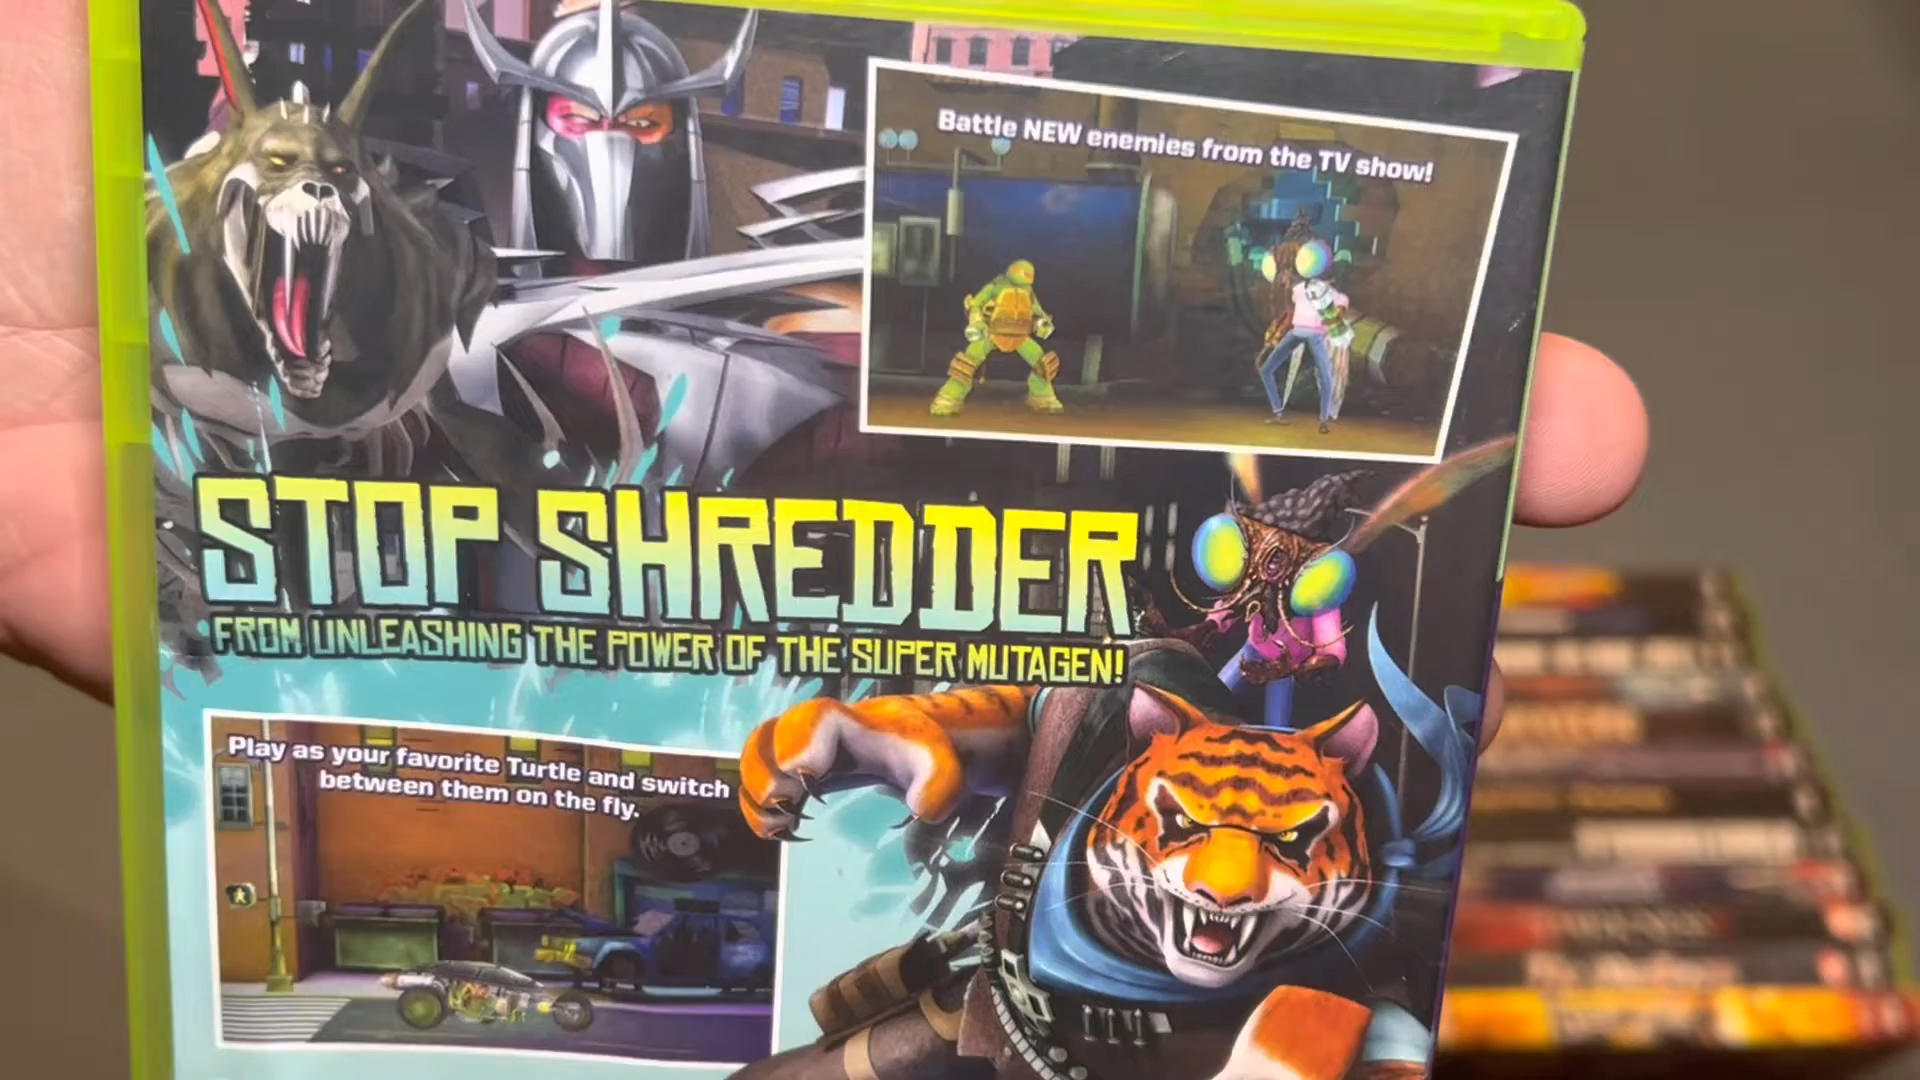 Battle NEW enemies from the TV show!
STOP SHREDDER
FROM UNLEASHING THE POWER OF THE SUPER MUTAGEN!
Play as your favorite Turtle and switch
between them on the fly.